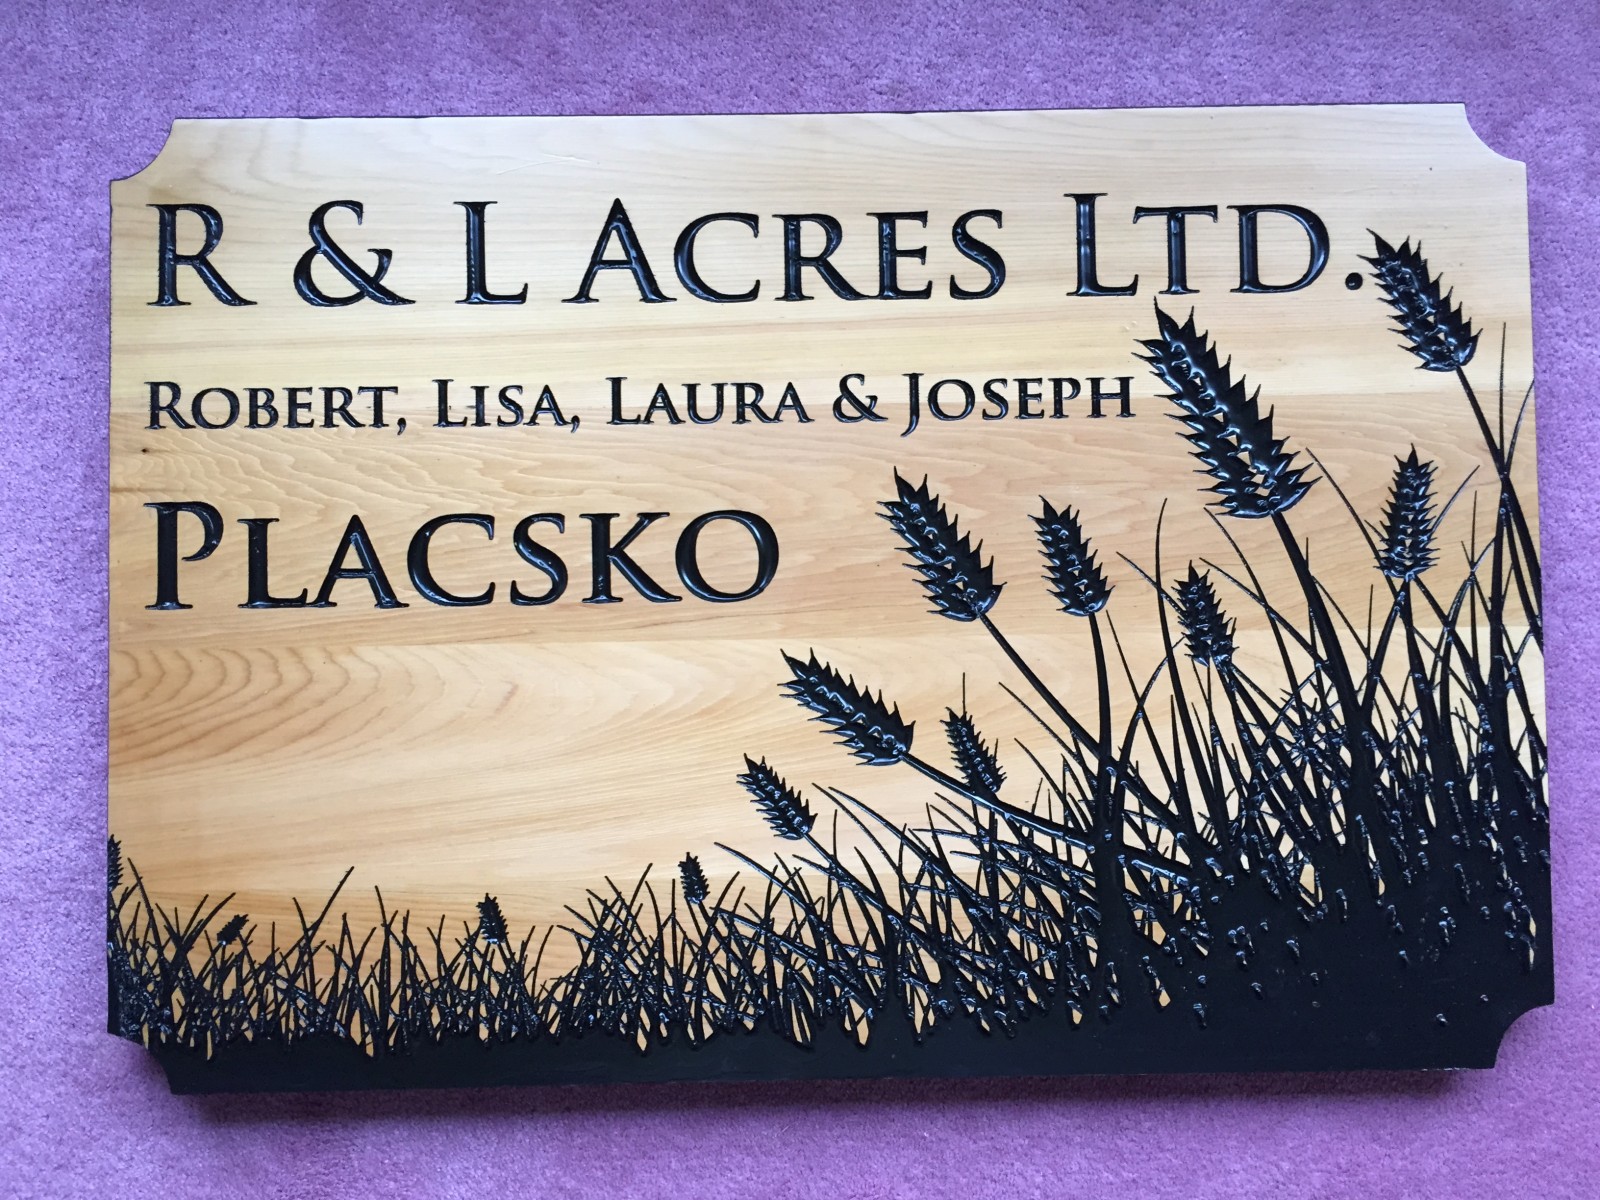 R & L Acres Ltd.
Robert, Lisa, Laura & Joseph
Placsko